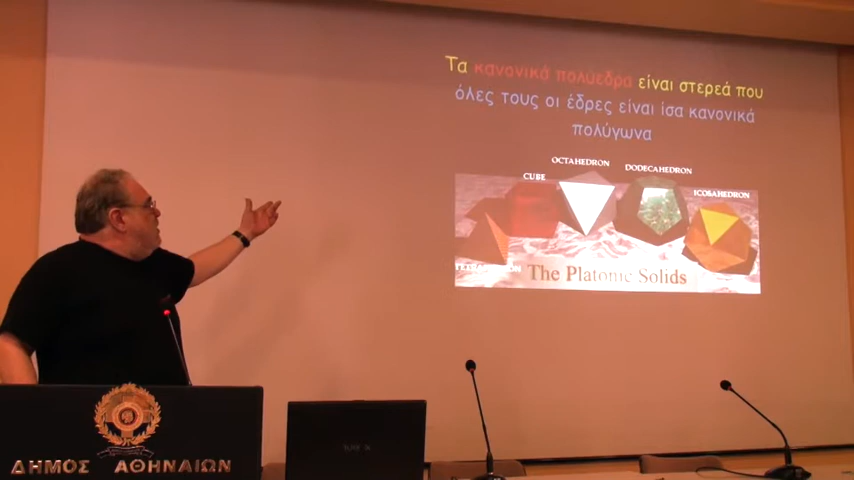 Τα κανονικά πολύεδρα είναι στερεά που
όλες τους οι έδρες είναι ίσα κανονικά
πολύγωνα
OCTAHEDRON
DODECAHEDRON
CUBE
ICOSAHEDRON
TETRAHEDRON
The Platonic Solids
ΔΗΜΟΣ ΑΘΗΝΑΙΩΝ